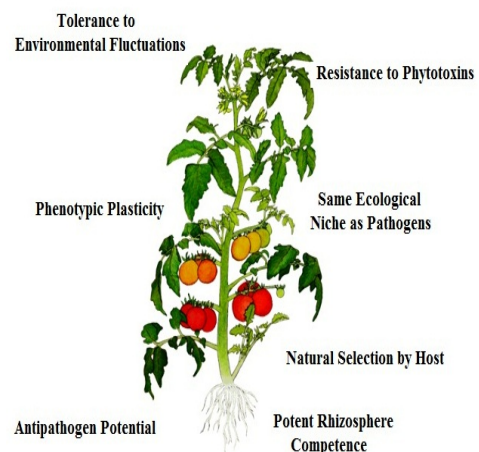 Tolerance to
Environmental Fluctuations
Resistance to Phytotoxins
Phenotypic Plasticity
Same Ecological
Niche as Pathogens
Natural Selection by Host
Antipathogen Potential
Potent Rhizosphere
Competence